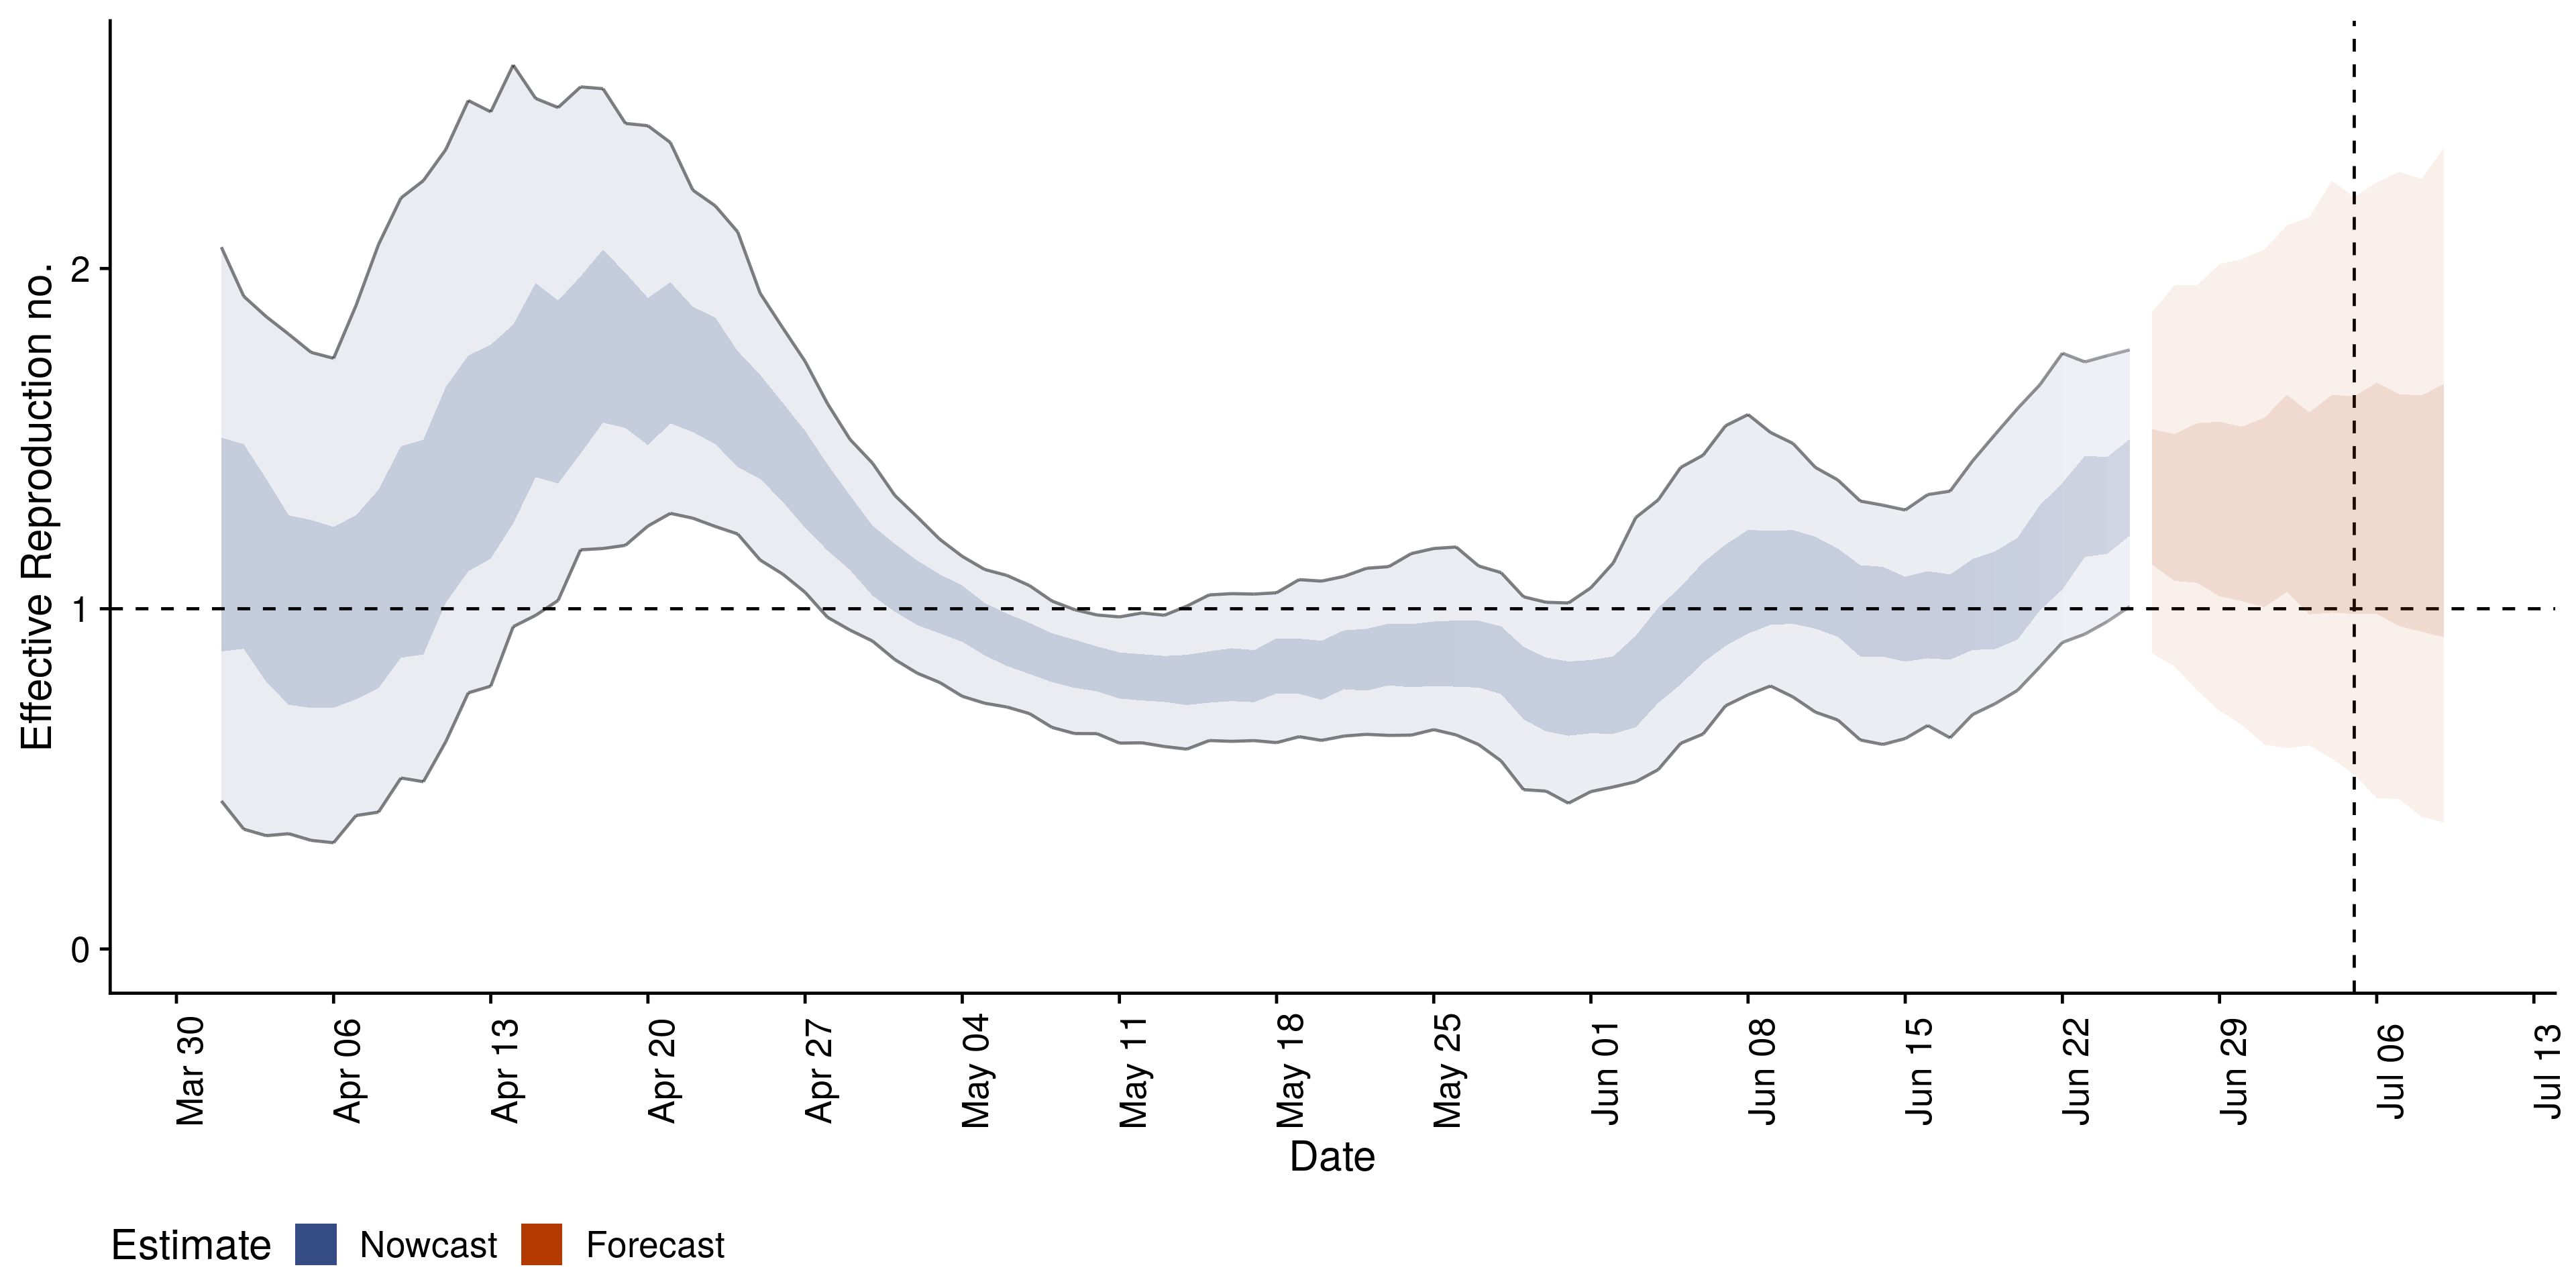 Effective Reproduction no.
2
1
0
Mar 30
Apr 06
Apr 13
Apr 20
Apr 27
May 04
May 11
May 18
May 25
Jun 01
Jun 08
Jun 15
Jun 22
Jun 29
Jul 06
Jul 13
Date
Estimate Nowcast Forecast